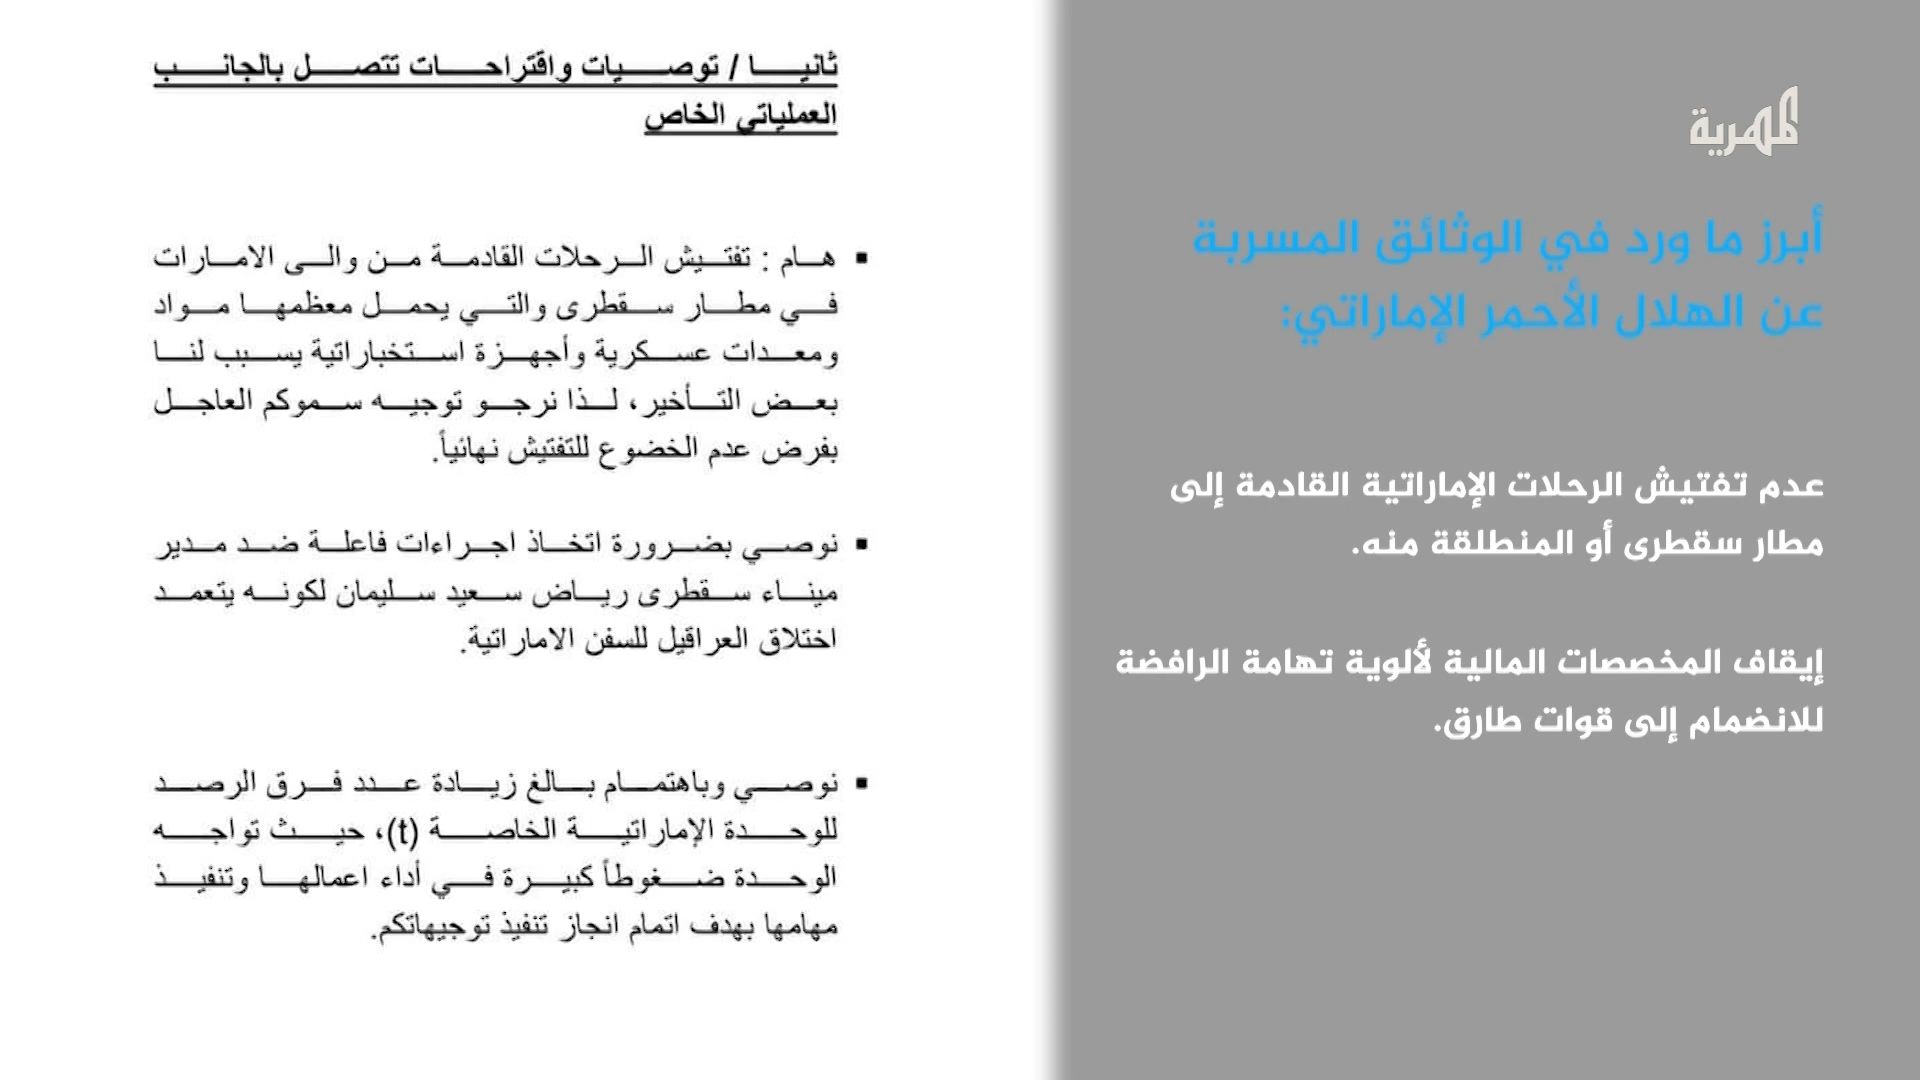 المهرية
أبرز ما ورد في الوثائق المسربة
عن الهلال الأحمر الإماراتي:
عدم تفتيش الرحلات الإماراتية القادمة إلى
مطار سقطرى أو المنطلقة منه.
إيقاف المخصصات المالية لألوية تهامة الرافضة
للانضمام إلى قوات طارق.
ثانيا / توصيات واقتراحات تتصل بالجانب
العملياتي الخاص
▪ هام : تفتيش الرحلات القادمة من والى الامارات
في مطار سقطرى والتي يحمل معظمها مواد
ومعدات عسكرية وأجهزة استخباراتية يسبب لنا
بعض التأخير، لذا نرجو توجيه سموكم العاجل
بفرض عدم الخضوع للتفتيش نهائياً.
▪ نوصي بضرورة اتخاذ اجراءات فاعلة ضد مدير
ميناء سقطرى رياض سعيد سليمان لكونه يتعمد
اختلاق العراقيل للسفن الاماراتية.
▪ نوصي وباهتمام بالغ زيادة عدد فرق الرصد
للوحدة الإماراتية الخاصة (t)، حيث تواجه
الوحدة ضغوطاً كبيرة في أداء اعمالها وتنفيذ
مهامها بهدف اتمام انجاز تنفيذ توجيهاتكم.